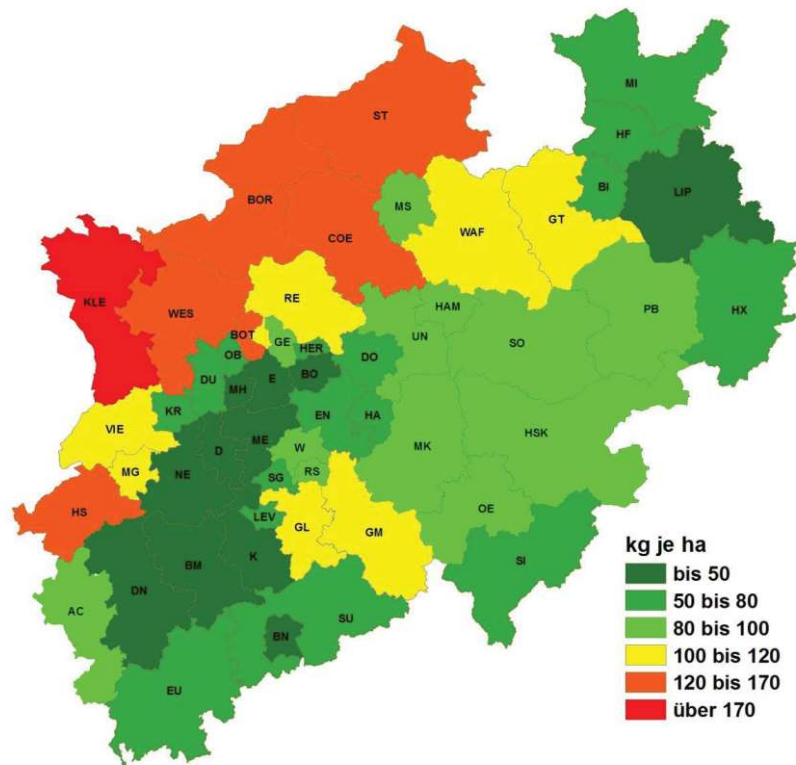 MI
ST
HF
BI
LIP
BOR
MS
GT
COE
WAF
KLE
RE
HAM
PB
HX
WES
BOT
GE
HER
UN
SO
OB
DO
DU
E
BO
MH
KR
EN
HA
VIE
ME
W
MK
HSK
D
MG
NE
SG
RS
HS
LEV
GL
GM
OE
K
SI
BM
DN
AC
SU
BN
EU
kg je ha
bis 50
50 bis 80
80 bis 100
100 bis 120
120 bis 170
über 170